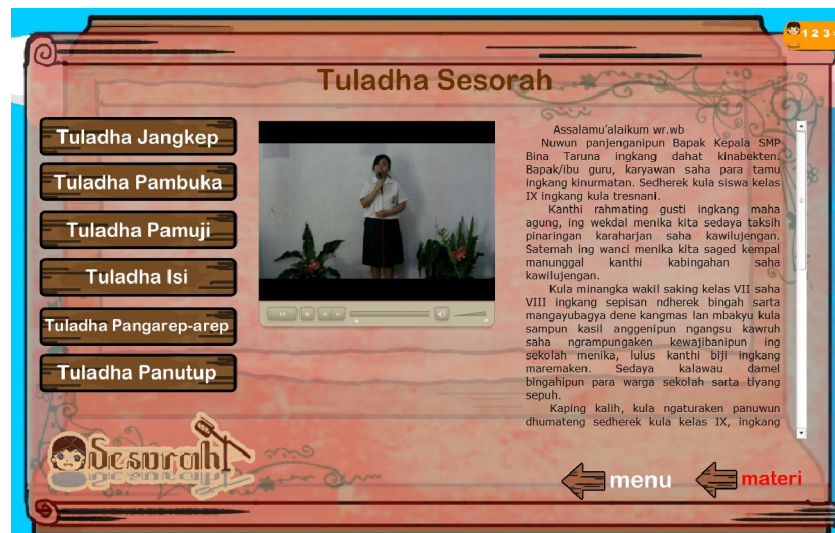 1 2 3
Tuladha Sesorah
Tuladha Jangkep
Tuladha Pambuka
Tuladha Pamuji
Tuladha Isi
Tuladha Pangarep-arep
Tuladha Panutup
Assalamu'alaikum wr.wb
Nuwun panjenganipun Bapak Kepala SMP
Bina Taruna ingkang dahat kinabekten.
Bapak/ibu guru, karyawan saha para tamu
ingkang kinurmatan. Sedherek kula siswa kelas
IX ingkang kula tresnani.
Kanthi rahmating gusti ingkang maha
agung, ing wekdal menika kita sedaya taksih
pinaringan karaharjan saha kawilujengan.
Satemah ing wanci menika kita saged kempal
manunggal kanthi kabingahan saha
kawilujengan.
Kula minangka wakil saking kelas VII saha
VIII ingkang sepisan ndherek bingah sarta
mangayubagya dene kangmas lan mbakyu kula
sampun kasil anggenipun ngangsu kawruh
saha ngrampungaken kewajibanipun ing
sekolah menika, lulus kanthi biji ingkang
maremaken. Sedaya kalawau damel
bingahipun para warga sekolah sarta tiyang
sepuh.
Kaping kalih, kula ngaturaken panuwun
dhumateng sedherek kula kelas IX, ingkang
Sesorah
menu
materi